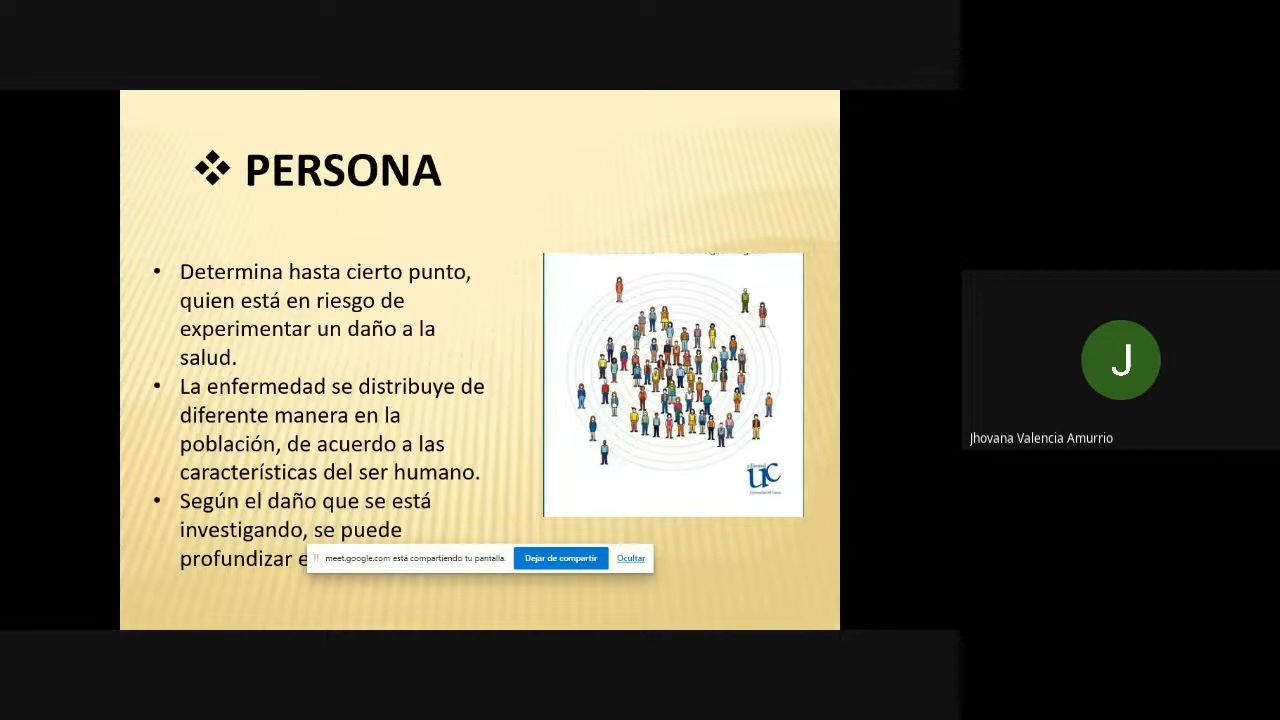 ❖ PERSONA
• Determina hasta cierto punto,
quien está en riesgo de
experimentar un daño a la
salud.
• La enfermedad se distribuye de
diferente manera en la
población, de acuerdo a las
características del ser humano.
• Según el daño que se está
investigando, se puede
profundizar e
UC
meet.google.com está compartiendo tu pantalla.
Dejar de compartir
Ocultar
J
Jhovana Valencia Amurrio